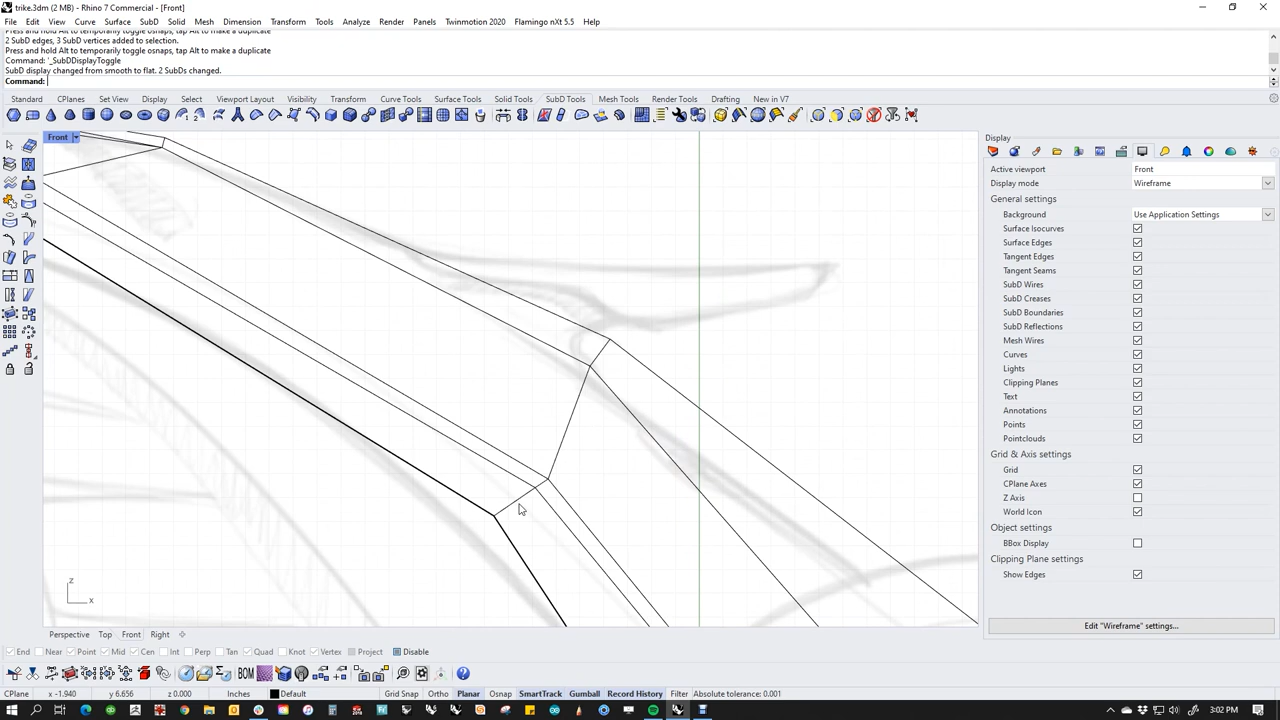 trike.3dm (2 MB) - Rhino 7 Commercial - [Front]
File Edit View Curve Surface SubD Solid Mesh Dimension Transform Tools Analyze Render Panels Twinmotion 2020 Flamingo nXt 5.5 Help
Press and hold Alt to temporarily toggle osnaps, tap Alt to make a duplicate
2 SubD edges, 3 SubD vertices added to selection.
Press and hold Alt to temporarily toggle osnaps, tap Alt to make a duplicate
Command: '_SubDDisplayToggle
SubD display changed from smooth to flat. 2 SubDs changed.
Command:
Standard CPlanes Set View Display Select Viewport Layout Visibility Transform Curve Tools Surface Tools Solid Tools SubD Tools Mesh Tools Render Tools Drafting New in V7
Front
Display
Active viewport Front
Display mode Wireframe
General settings
Background Use Application Settings
Surface Isocurves
Surface Edges
Tangent Edges
Tangent Seams
SubD Wires
SubD Creases
SubD Boundaries
SubD Reflections
Mesh Wires
Curves
Lights
Clipping Planes
Text
Annotations
Points
Pointclouds
Grid & Axis settings
Grid
CPlane Axes
Z Axis
World Icon
Object settings
BBox Display
Clipping Plane settings
Show Edges
Edit "Wireframe" settings...
z
x
Perspective Top Front Right
End Near Point Mid Cen Int Perp Tan Quad Knot Vertex Project Disable
BOM
CPlane x -1.940 y 6.656 z 0.000 Inches Default Grid Snap Ortho Planar Osnap SmartTrack Gumball Record History Filter Absolute tolerance: 0.001
3:02 PM